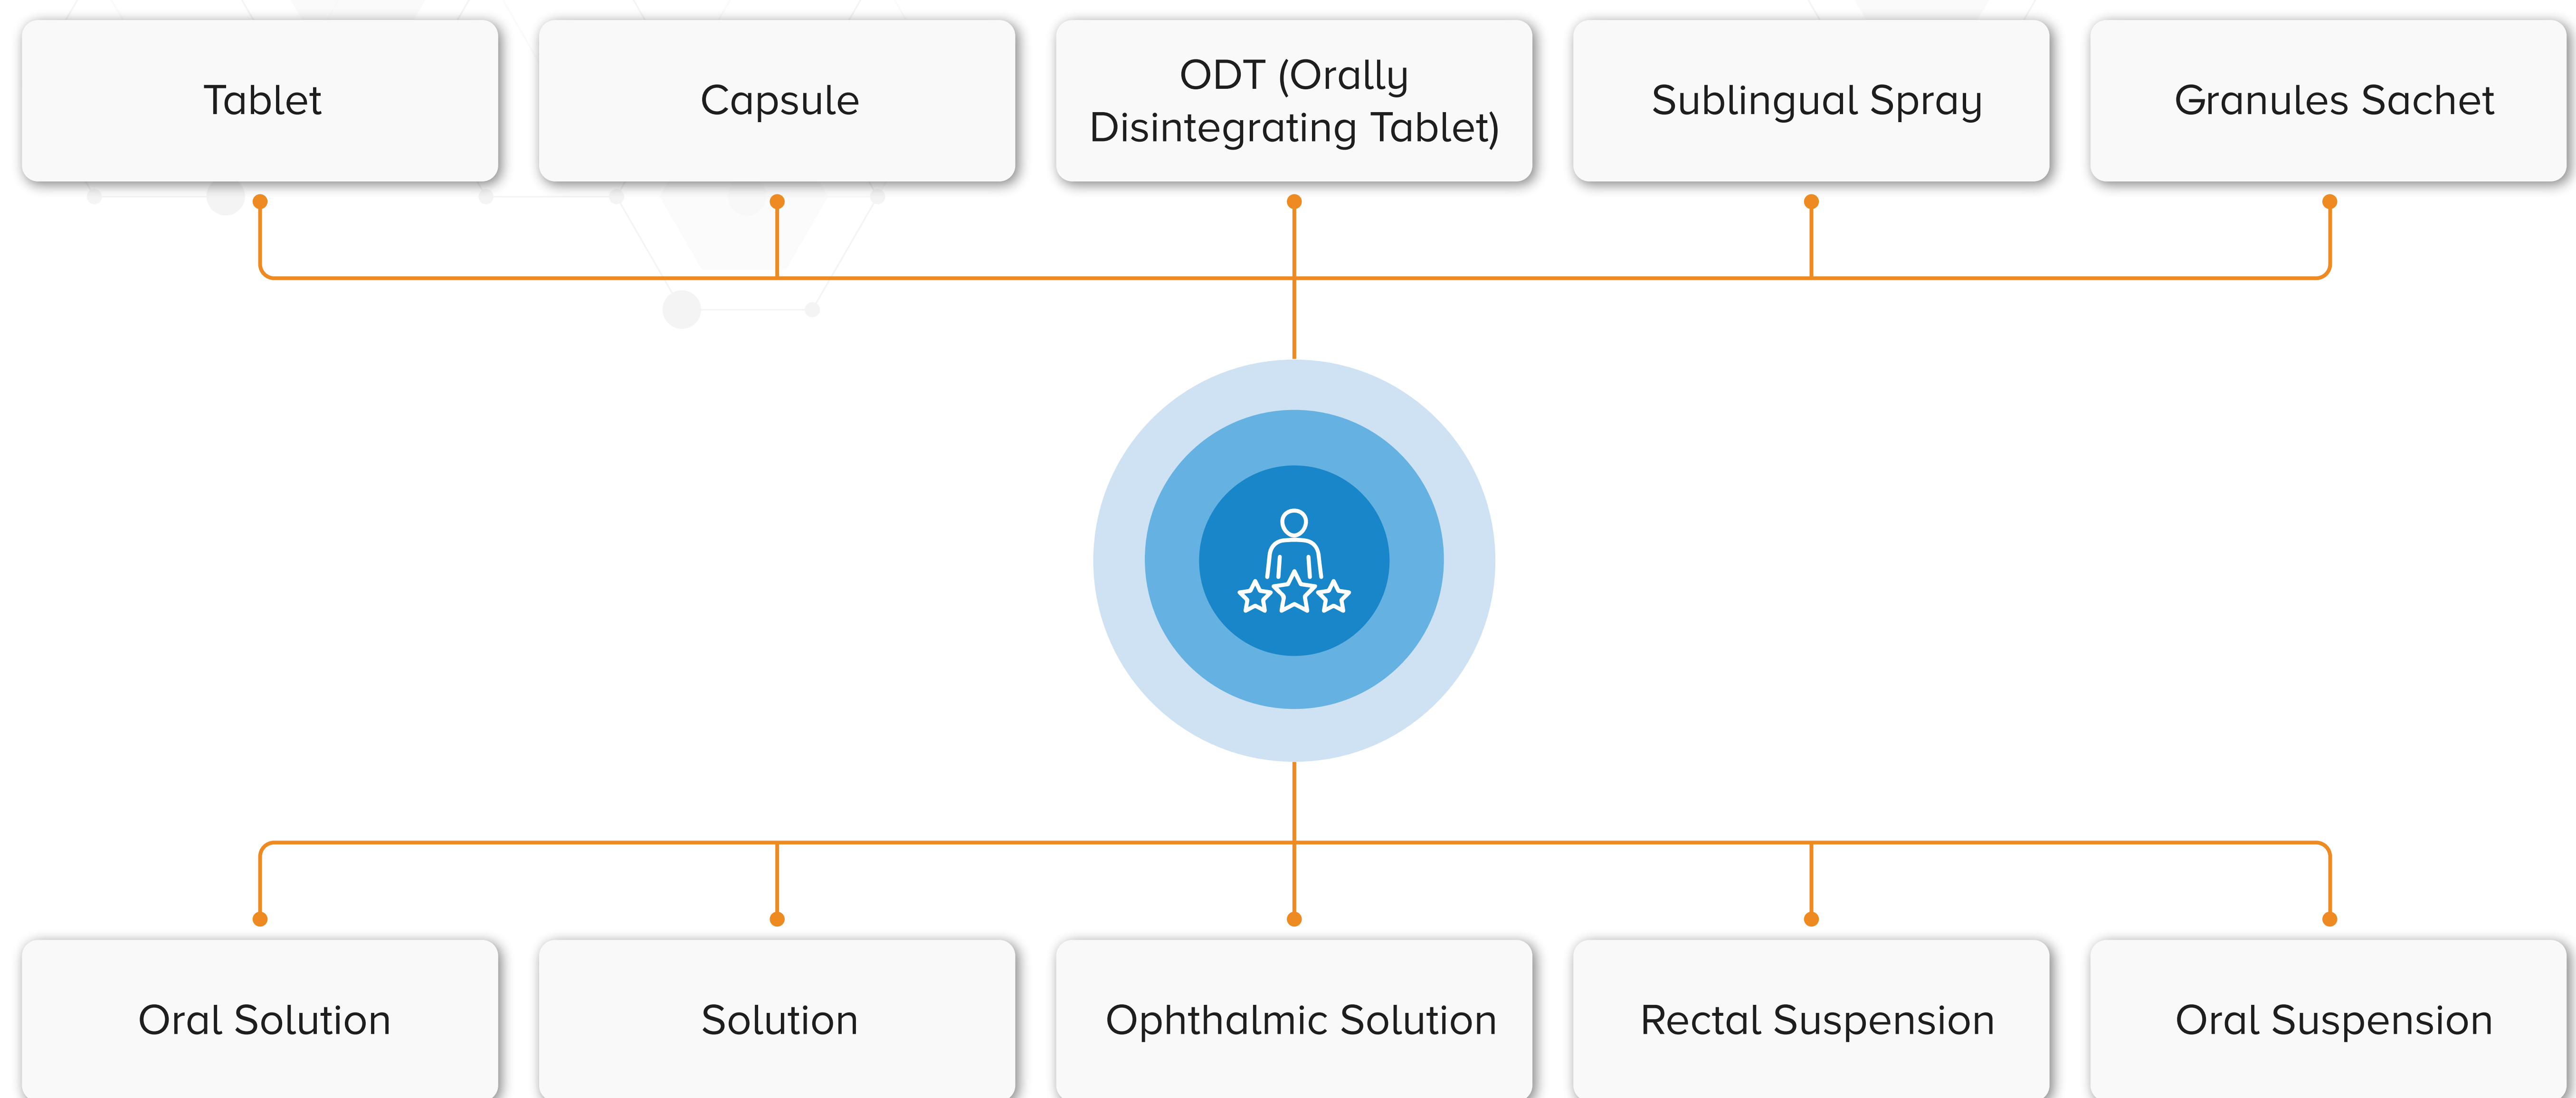 Tablet
Capsule
ODT (Orally
Disintegrating Tablet)
Sublingual Spray
Granules Sachet
Oral Solution
Solution
Ophthalmic Solution
Rectal Suspension
Oral Suspension